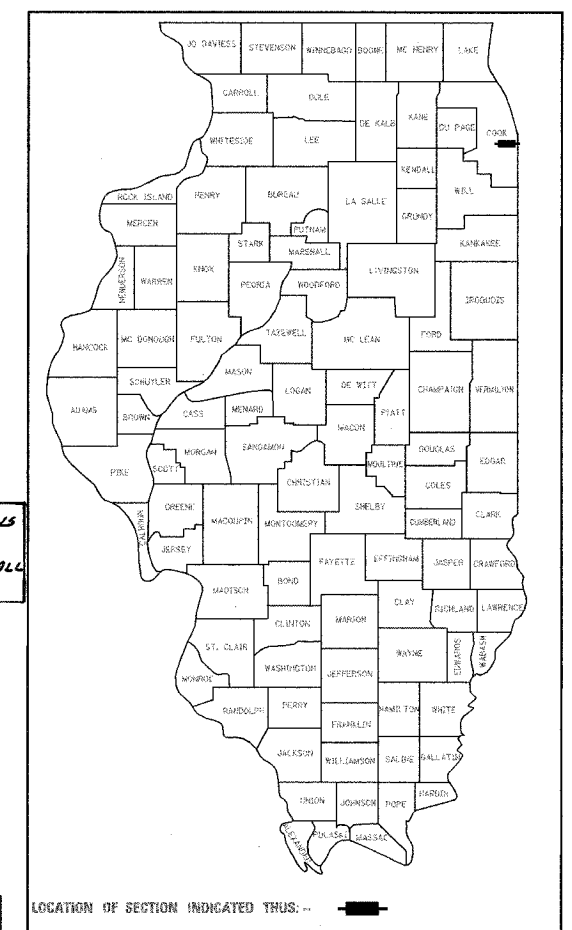 JO DAVIESS STEVENSON WINNEBAGO BOONE MC HENRY LAKE
CARROLL OGLE DE KALB KANE DU PAGE COOK
WHITESIDE LEE
KENDALL WILL
ROCK ISLAND HENRY BUREAU LA SALLE GRUNDY
MERCER PUTNAM KANKAKEE
STARK MARSHALL
HENDERSON WARREN KNOX PEORIA WOODFORD LIVINGSTON IROQUOIS
HANCOCK MC DONOUGH FULTON TAZEWELL MC LEAN FORD
SCHUYLER MASON LOGAN DE WITT CHAMPAIGN VERMILION
ADAMS BROWN CASS MENARD MACON PIATT
MORGAN SANGAMON DOUGLAS EDGAR
PIKE SCOTT CHRISTIAN MOULTRIE COLES
CALHOUN GREENE MACOUPIN MONTGOMERY SHELBY CUMBERLAND CLARK
JERSEY FAYETTE EFFINGHAM JASPER CRAWFORD
MADISON BOND CLAY RICHLAND LAWRENCE
CLINTON MARION
ST. CLAIR WAYNE EDWARDS WABASH
MONROE WASHINGTON JEFFERSON
RANDOLPH PERRY HAMILTON WHITE
FRANKLIN
JACKSON WILLIAMSON SALINE GALLATIN
UNION JOHNSON POPE HARDIN
ALEXANDER PULASKI MASSAC
LOCATION OF SECTION INDICATED THUS: --